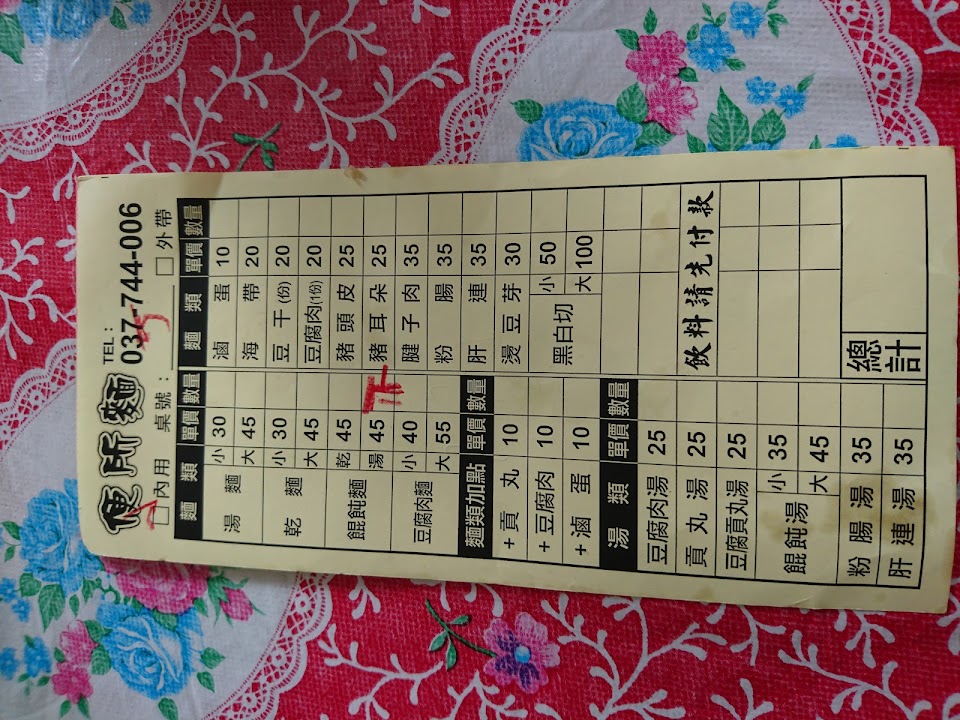 便所麵
TEL:
037-744-006
內用 桌號: 5 外帶
麵類 單價 數量
湯麵 小 30
大 45
乾麵 小 30
大 45
餛飩麵 乾 45
湯 45
豆腐肉麵 小 40
大 55
麵類加點 單價 數量
+貢丸 10
+豆腐肉 10
+滷蛋 10
湯類 單價 數量
豆腐肉湯 25
貢丸湯 25
豆腐貢丸湯 25
餛飩湯 小 35
大 45
粉腸湯 35
肝連湯 35
麵類 單價 數量
滷蛋 10
海帶 20
豆干(份) 20
豆腐肉(1份) 20
豬頭皮 25
豬耳朵 25
腱子肉 35
粉腸 35
肝連 35
燙豆芽 30
黑白切 小 50
大 100
飲料請先付款
總計